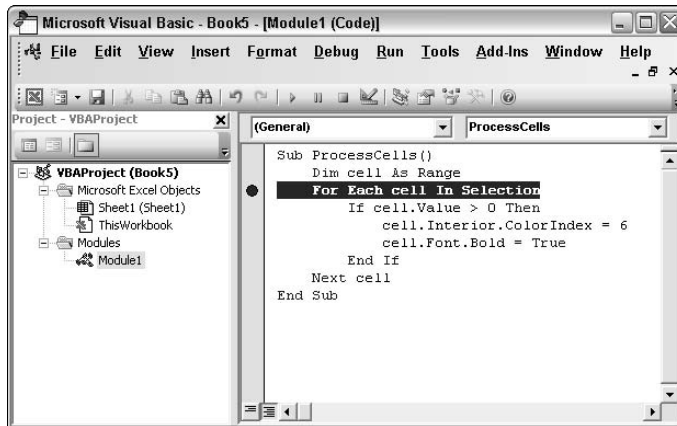 Microsoft Visual Basic - Book5 - [Module1 (Code)]
File Edit View Insert Format Debug Run Tools Add-Ins Window Help
Project - VBAProject
(General)
ProcessCells
VBAProject (Book5)
Microsoft Excel Objects
Sheet1 (Sheet1)
ThisWorkbook
Modules
Module1
Sub ProcessCells()
Dim cell As Range
For Each cell In Selection
If cell.Value > 0 Then
cell.Interior.ColorIndex = 6
cell.Font.Bold = True
End If
Next cell
End Sub